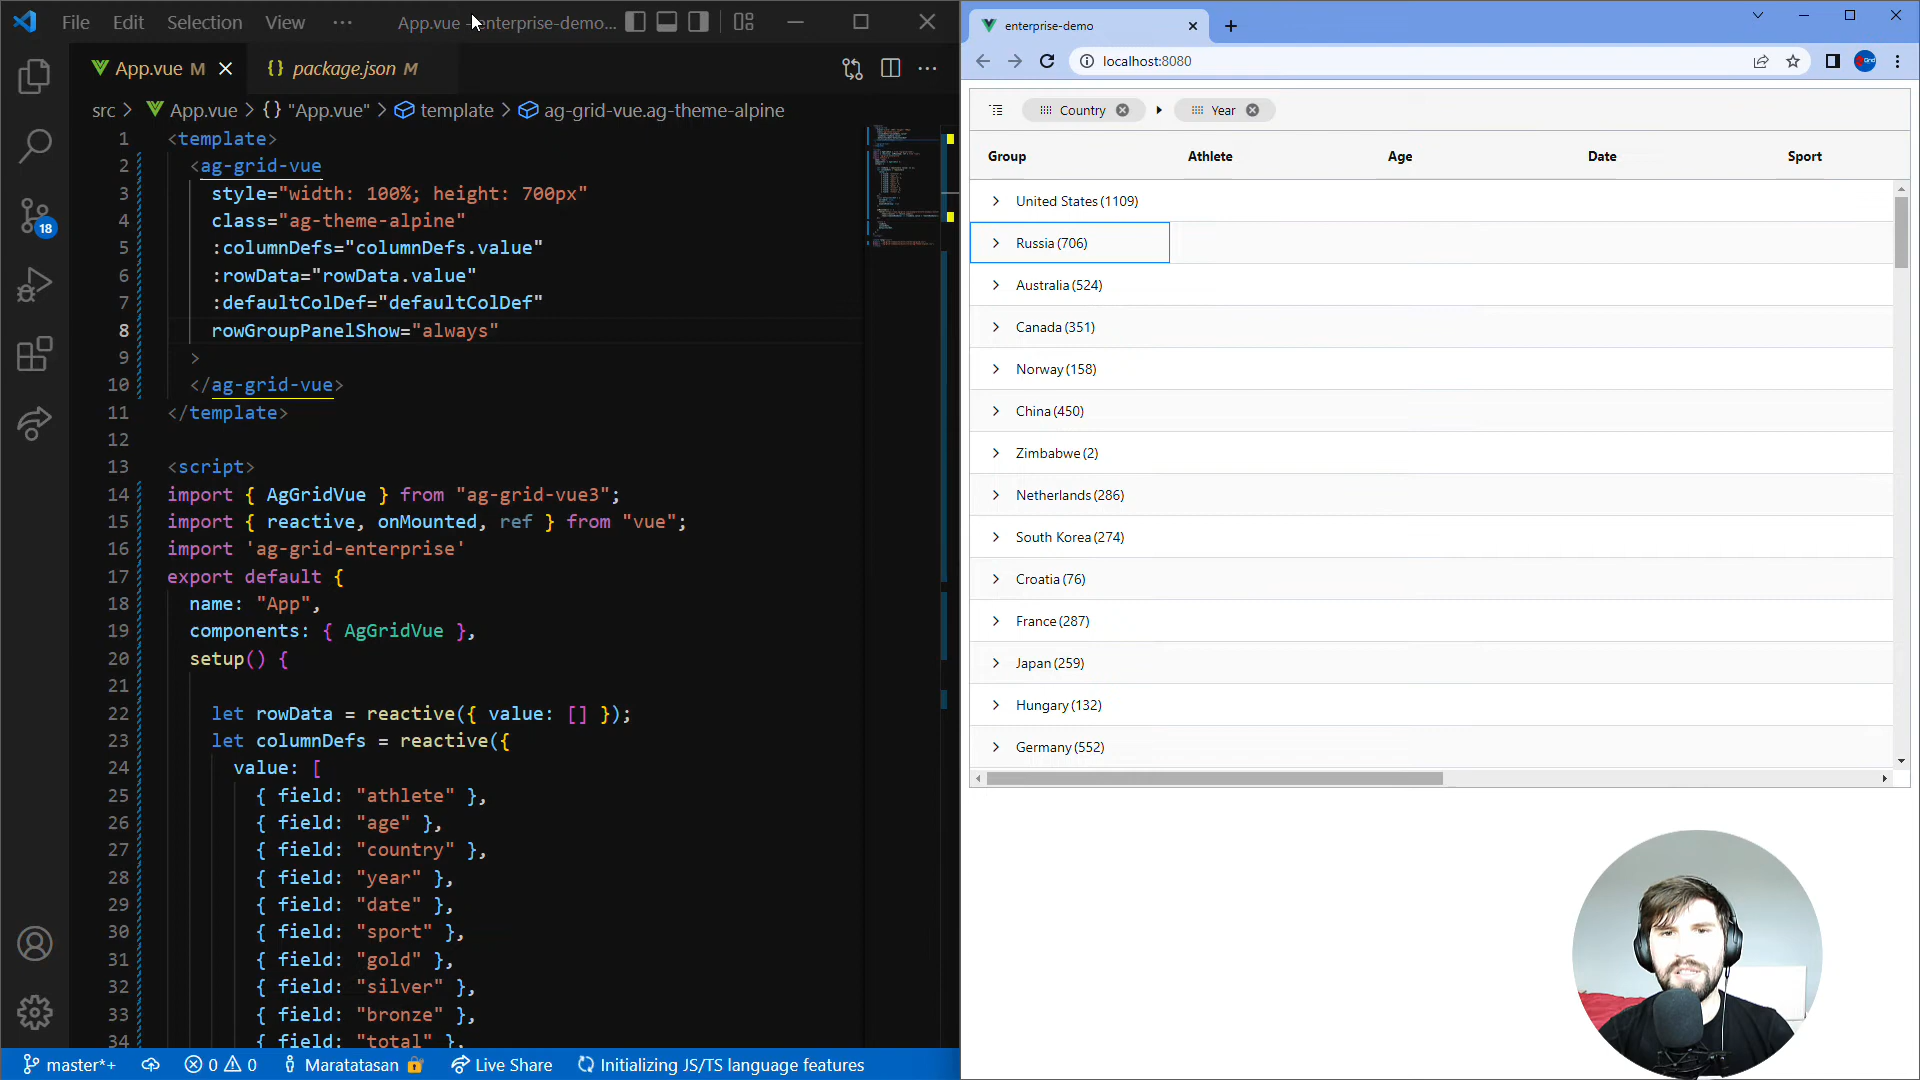 File Edit Selection View ··· App.vue - enterprise-demo...
App.vue M package.json M
src > App.vue > {} "App.vue" > template > ag-grid-vue.ag-theme-alpine
1 <template>
2 <ag-grid-vue
3 style="width: 100%; height: 700px"
4 class="ag-theme-alpine"
5 :columnDefs="columnDefs.value"
6 :rowData="rowData.value"
7 :defaultColDef="defaultColDef"
8 rowGroupPanelShow="always"
9 >
10 </ag-grid-vue>
11 </template>
12
13 <script>
14 import { AgGridVue } from "ag-grid-vue3";
15 import { reactive, onMounted, ref } from "vue";
16 import 'ag-grid-enterprise'
17 export default {
18 name: "App",
19 components: { AgGridVue },
20 setup() {
21
22 let rowData = reactive({ value: [] });
23 let columnDefs = reactive({
24 value: [
25 { field: "athlete" },
26 { field: "age" },
27 { field: "country" },
28 { field: "year" },
29 { field: "date" },
30 { field: "sport" },
31 { field: "gold" },
32 { field: "silver" },
33 { field: "bronze" },
34 { field: "total" },
18
master*+ 0 0 Maratatasan Live Share Initializing JS/TS language features
enterprise-demo
localhost:8080
Country Year
Group Athlete Age Date Sport
United States (1109)
Russia (706)
Australia (524)
Canada (351)
Norway (158)
China (450)
Zimbabwe (2)
Netherlands (286)
South Korea (274)
Croatia (76)
France (287)
Japan (259)
Hungary (132)
Germany (552)